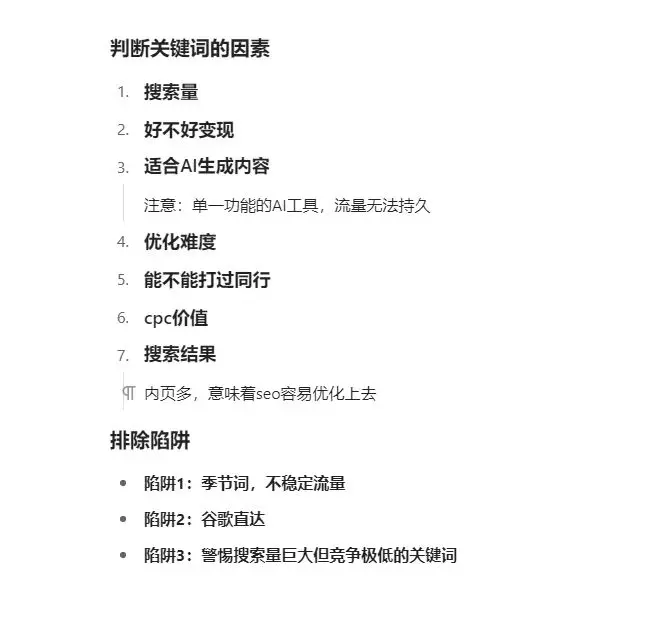 判断关键词的因素
1. 搜索量
2. 好不好变现
3. 适合AI生成内容
注意：单一功能的AI工具，流量无法持久
4. 优化难度
5. 能不能打过同行
6. cpc价值
7. 搜索结果
内页多，意味着seo容易优化上去
排除陷阱
• 陷阱1：季节词，不稳定流量
• 陷阱2：谷歌直达
• 陷阱3：警惕搜索量巨大但竞争极低的关键词